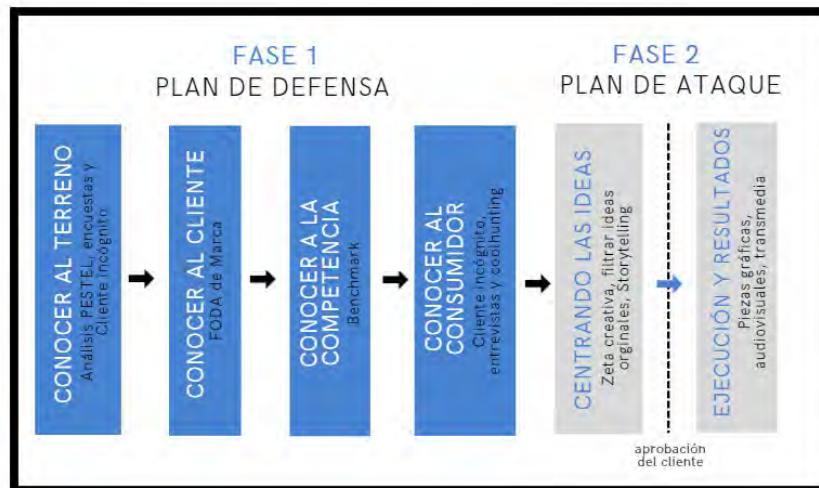 FASE 1
PLAN DE DEFENSA
FASE 2
PLAN DE ATAQUE
CONOCER AL TERRENO
Análisis PESTEL, encuestas y
Cliente incógnito
CONOCER AL CLIENTE
FODA de Marca
CONOCER A LA
COMPETENCIA
Benchmark
CONOCER AL
CONSUMIDOR
Cliente incógnito,
entrevistas y coolhunting
CENTRANDO LAS IDEAS
Zeta creativa, filtrar ideas
orginales, Storytelling
EJECUCIÓN Y RESULTADOS
Piezas gráficas,
audiovisuales, transmedia
aprobación
del cliente